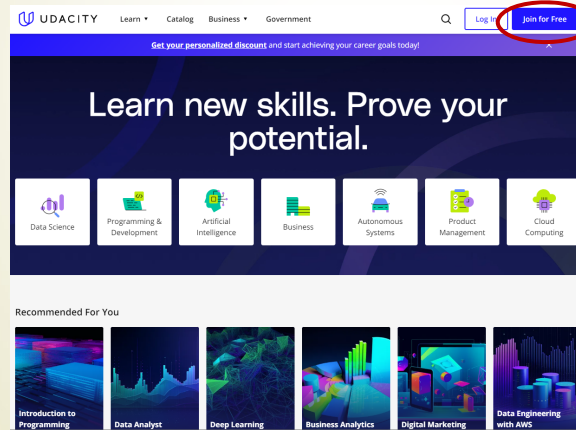 UDACITY Learn Catalog Business Government Log In Join for Free
Get your personalized discount and start achieving your career goals today!
Learn new skills. Prove your
potential.
Data Science
Programming &
Development
Artificial
Intelligence
Business
Autonomous
Systems
Product
Management
Cloud
Computing
Recommended For You
Introduction to
Programming
Data Analyst
Deep Learning
Business Analytics
Digital Marketing
Data Engineering
with AWS